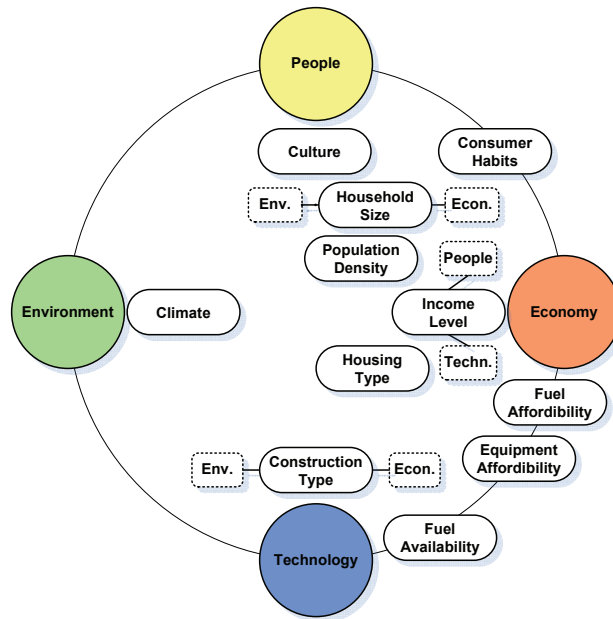 People
Culture
Consumer
Habits
Env.
Household
Size
Econ.
Population
Density
People
Environment
Climate
Income
Level
Economy
Housing
Type
Techn.
Fuel
Affordibility
Equipment
Affordibility
Env.
Construction
Type
Econ.
Fuel
Availability
Technology